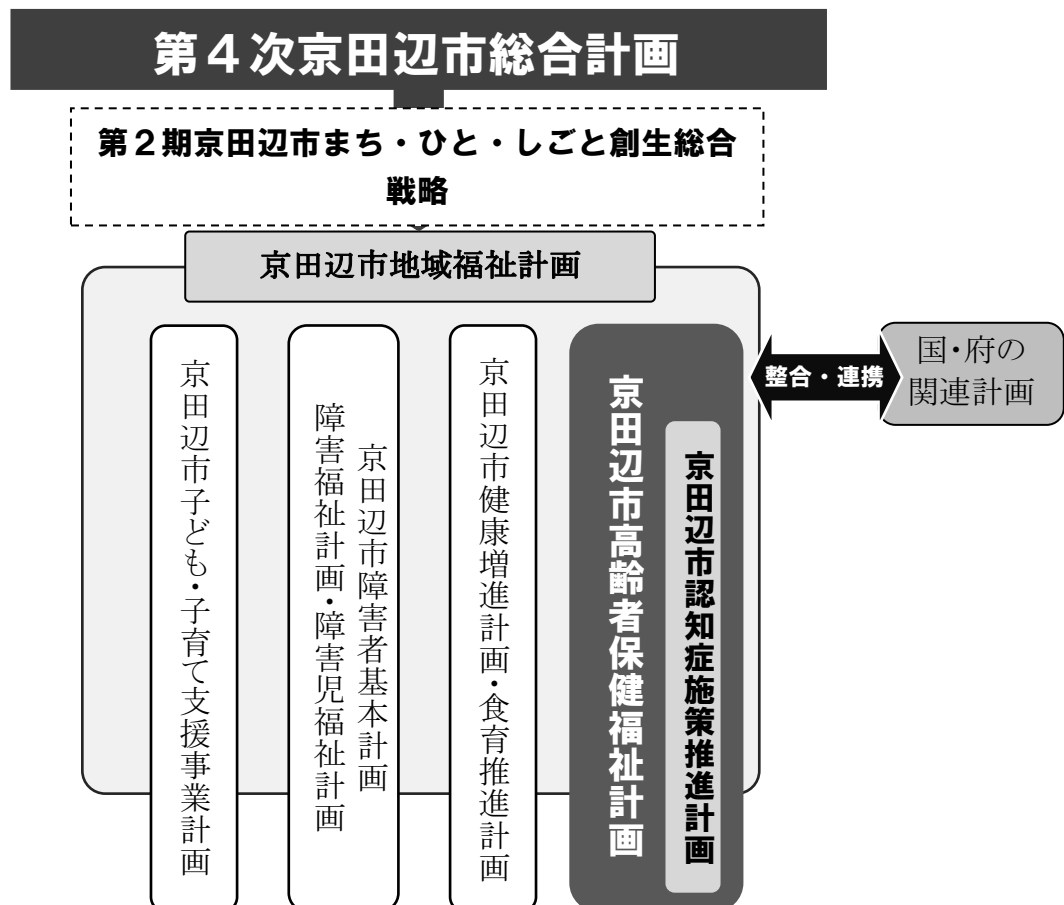 第４次京田辺市総合計画
第２期京田辺市まち・ひと・しごと創生総合
戦略
京田辺市地域福祉計画
京田辺市子ども・子育て支援事業計画
京田辺市障害者基本計画
障害福祉計画・障害児福祉計画
京田辺市健康増進計画・食育推進計画
京田辺市高齢者保健福祉計画
京田辺市認知症施策推進計画
整合・連携
国・府の
関連計画